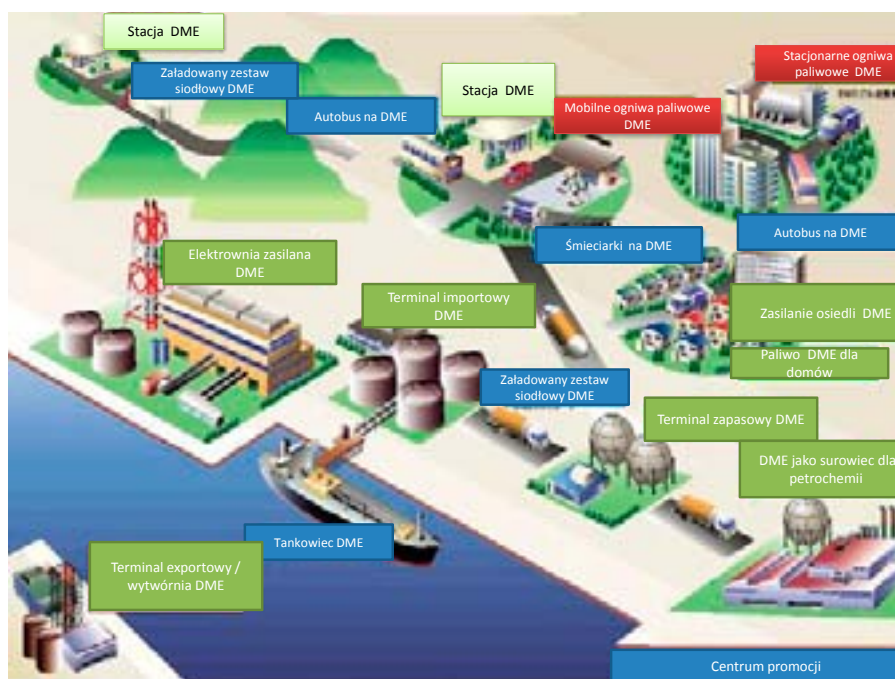 Stacja DME
Załadowany zestaw
siodłowy DME
Autobus na DME
Stacja DME
Mobilne ogniwa paliwowe
DME
Stacjonarne ogniwa
paliwowe DME
Elektrownia zasilana
DME
Śmieciarki na DME
Autobus na DME
Terminal importowy
DME
Zasilanie osiedli DME
Paliwo DME dla
domów
Załadowany zestaw
siodłowy DME
Terminal zapasowy DME
DME jako surowiec dla
petrochemii
Tankowiec DME
Terminal exportowy /
wytwórnia DME
Centrum promocji